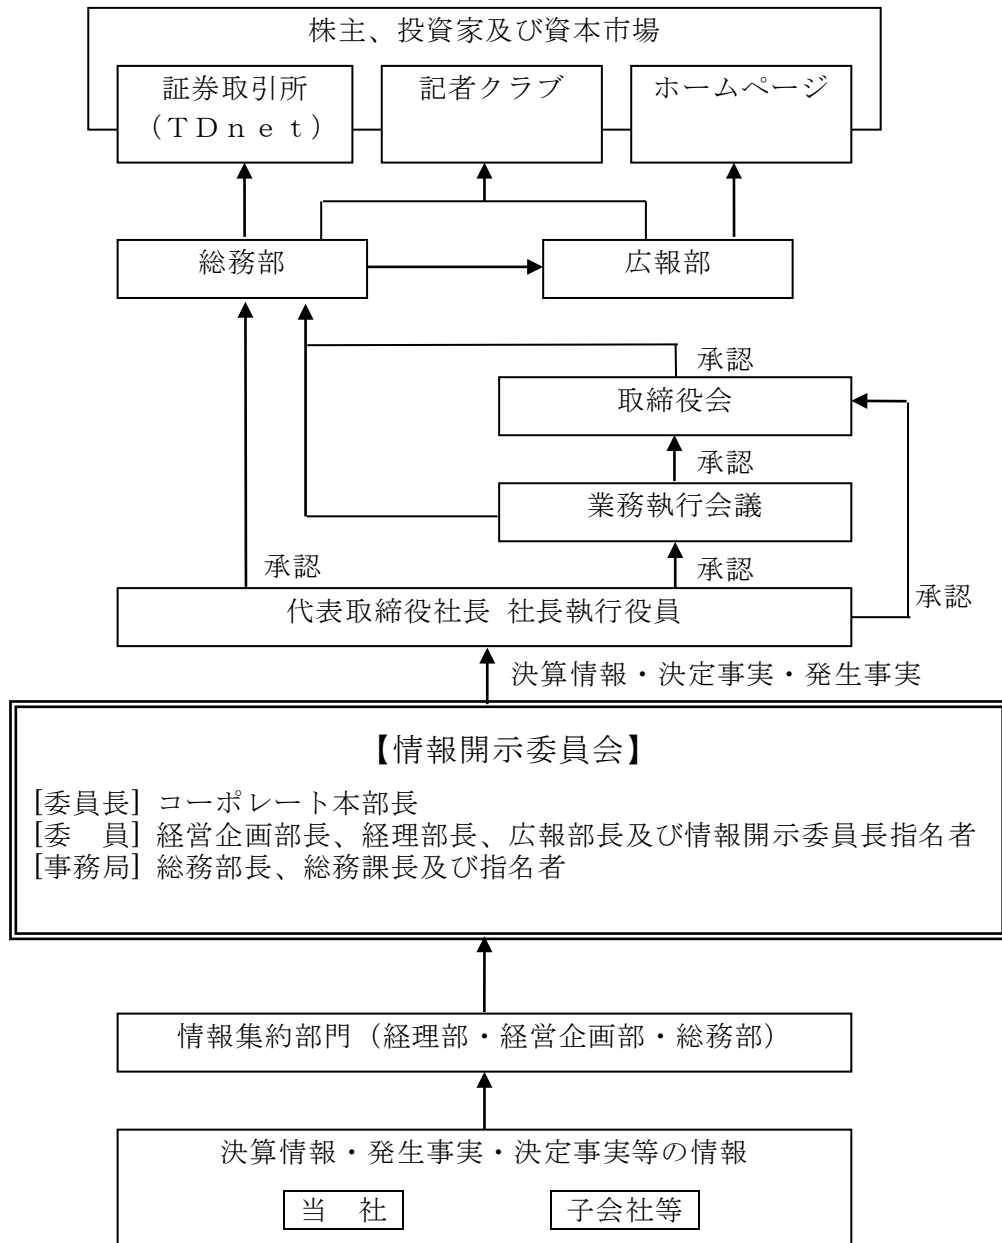 株主、投資家及び資本市場
証券取引所
（ＴＤｎｅｔ）
記者クラブ
ホームページ
総務部
広報部
承認
取締役会
承認
業務執行会議
承認
承認
承認
代表取締役社長 社長執行役員
決算情報・決定事実・発生事実
【情報開示委員会】
[委員長] コーポレート本部長
[委　員] 経営企画部長、経理部長、広報部長及び情報開示委員長指名者
[事務局] 総務部長、総務課長及び指名者
情報集約部門（経理部・経営企画部・総務部）
決算情報・発生事実・決定事実等の情報
当　社
子会社等